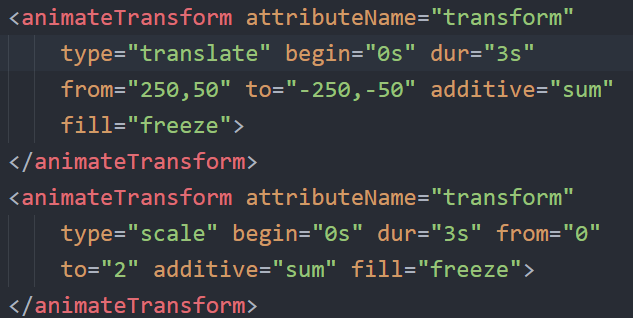 <animateTransform attributeName="transform"
type="translate" begin="0s" dur="3s"
from="250,50" to="-250,-50" additive="sum"
fill="freeze">
</animateTransform>
<animateTransform attributeName="transform"
type="scale" begin="0s" dur="3s" from="0"
to="2" additive="sum" fill="freeze">
</animateTransform>